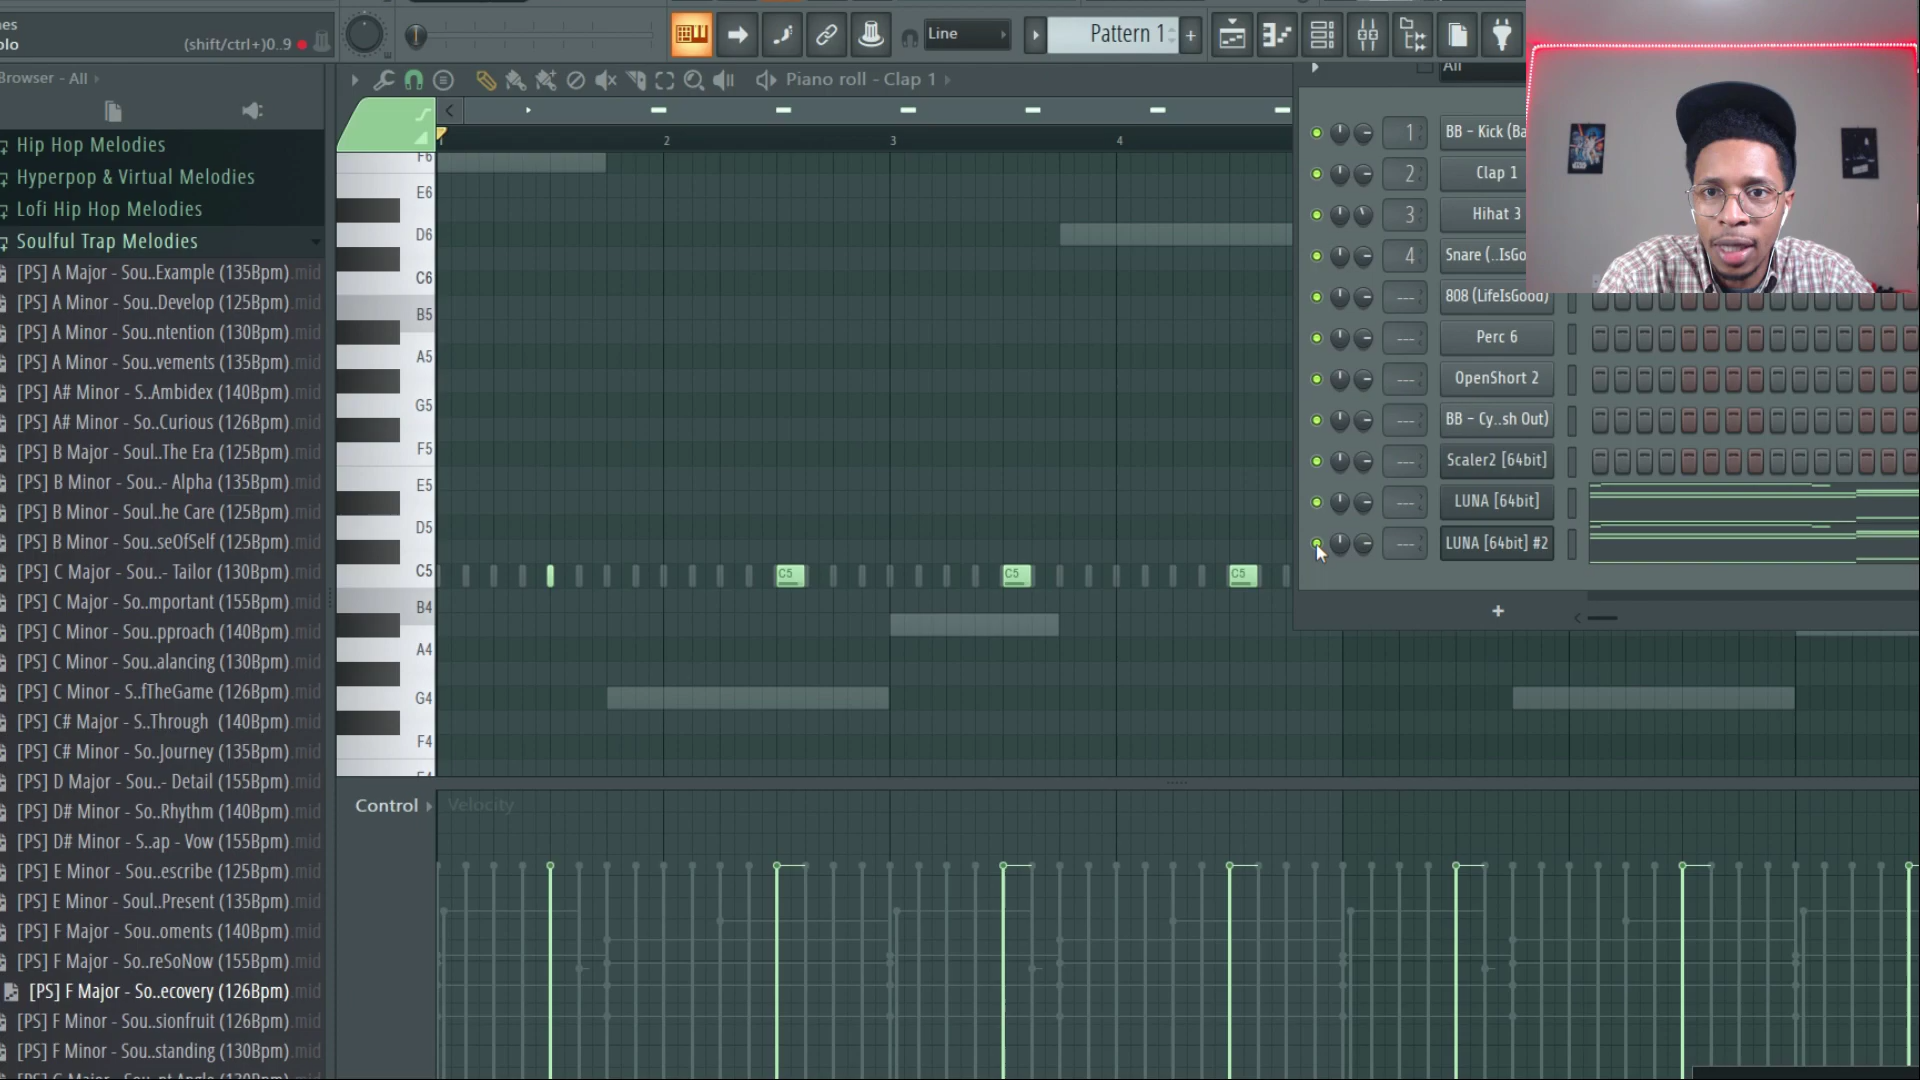 nes
olo
(shift/ctrl+)0..9
Line
Pattern 1
+
Browser - All
Piano roll - Clap 1
All
Hip Hop Melodies
Hyperpop & Virtual Melodies
Lofi Hip Hop Melodies
Soulful Trap Melodies
[PS] A Major - Sou..Example (135Bpm).mid
[PS] A Minor - Sou..Develop (125Bpm).mid
[PS] A Minor - Sou..ntention (130Bpm).mid
[PS] A Minor - Sou..vements (135Bpm).mid
[PS] A# Minor - S..Ambidex (140Bpm).mid
[PS] A# Minor - So..Curious (126Bpm).mid
[PS] B Major - Soul..The Era (125Bpm).mid
[PS] B Minor - Sou..- Alpha (135Bpm).mid
[PS] B Minor - Soul..he Care (125Bpm).mid
[PS] B Minor - Sou..seOfSelf (125Bpm).mid
[PS] C Major - Sou..- Tailor (130Bpm).mid
[PS] C Major - Sou..mportant (155Bpm).mid
[PS] C Minor - Sou..pproach (140Bpm).mid
[PS] C Minor - Sou..alancing (130Bpm).mid
[PS] C Minor - S..fTheGame (126Bpm).mid
[PS] C# Major - S..Through (140Bpm).mid
[PS] C# Minor - So..Journey (135Bpm).mid
[PS] D Major - Sou..- Detail (155Bpm).mid
[PS] D# Minor - So..Rhythm (140Bpm).mid
[PS] D# Minor - S..ap - Vow (155Bpm).mid
[PS] E Minor - Sou..escribe (125Bpm).mid
[PS] E Minor - Soul..Present (135Bpm).mid
[PS] F Major - Sou..oments (140Bpm).mid
[PS] F Major - So..reSoNow (155Bpm).mid
[PS] F Major - So..ecovery (126Bpm).mid
[PS] F Minor - Sou..sionfruit (126Bpm).mid
[PS] F Minor - Sou..standing (130Bpm).mid
1
2
3
4
F6
E6
D6
C6
B5
A5
G5
F5
E5
D5
C5
B4
A4
G4
F4
C5
C5
C5
Control
Velocity
1
BB - Kick (Ba
2
Clap 1
3
Hihat 3
4
Snare (..IsGo
---
808 (LifeIsGood)
---
Perc 6
---
OpenShort 2
---
BB - Cy..sh Out)
---
Scaler2 [64bit]
---
LUNA [64bit]
---
LUNA [64bit] #2
+